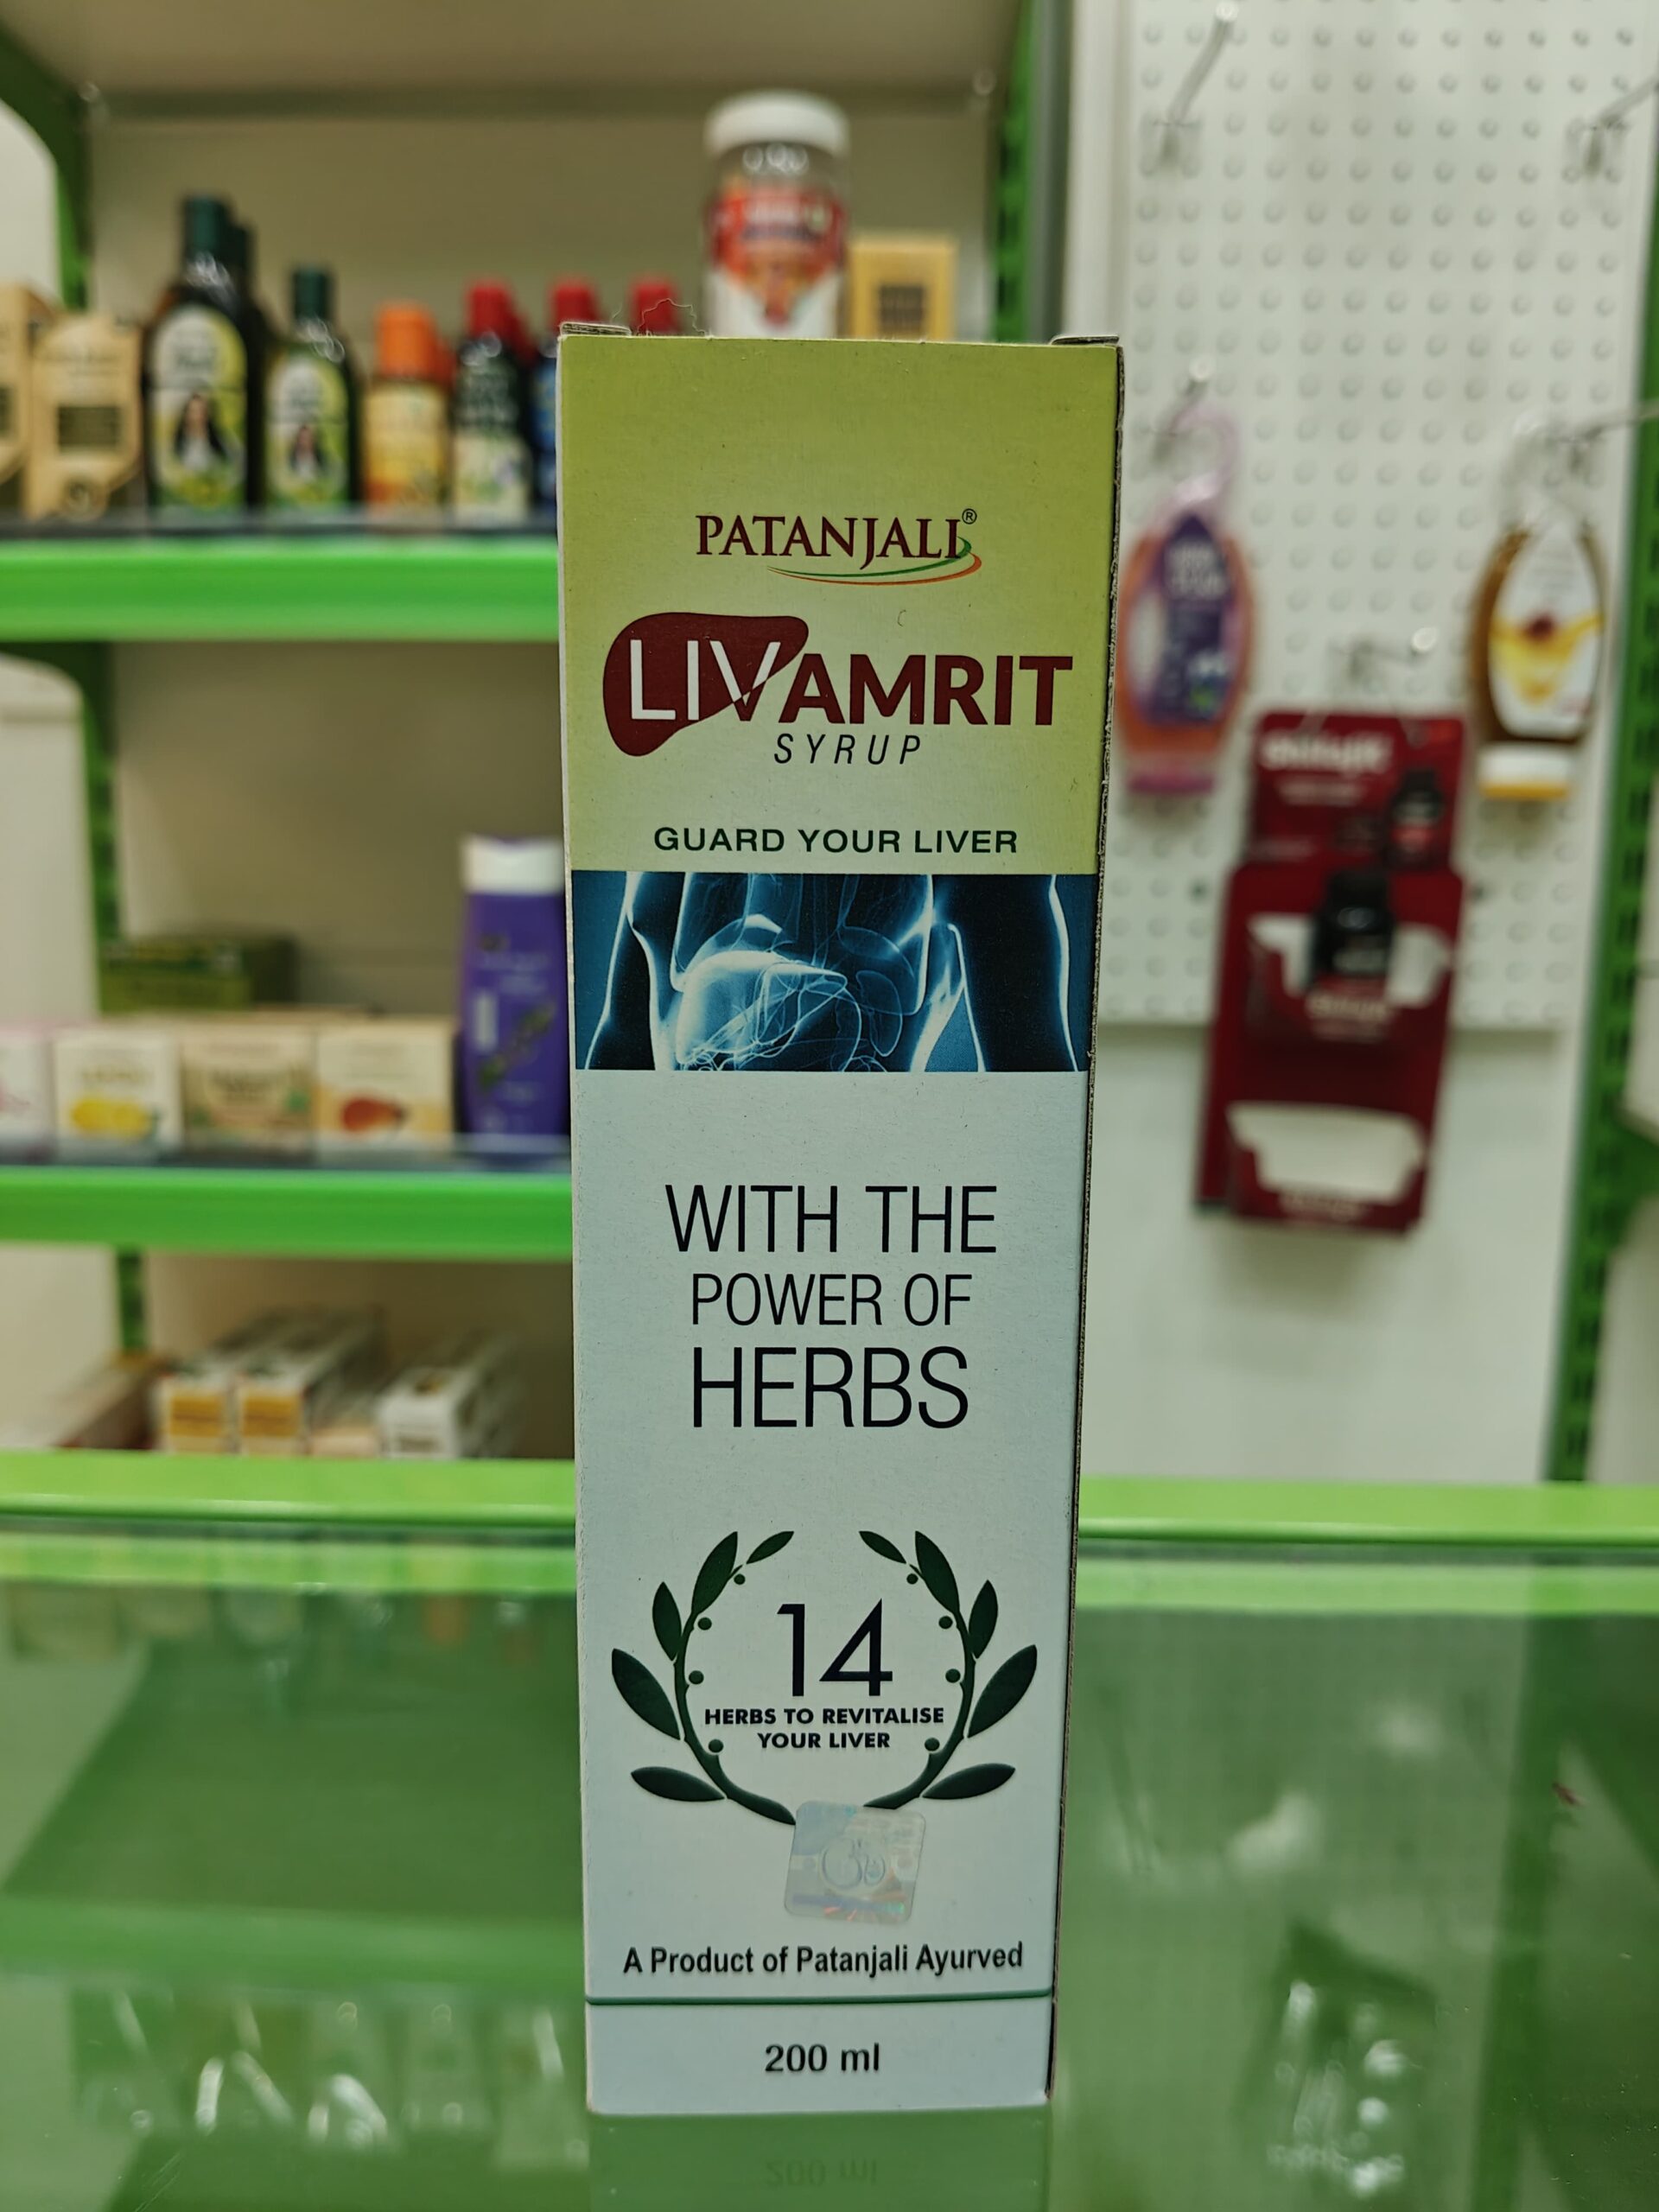 PATANJALI®
LIVAMRIT
SYRUP
GUARD YOUR LIVER
WITH THE
POWER OF
HERBS
14
HERBS TO REVITALISE
YOUR LIVER
A Product of Patanjali Ayurved
200 ml